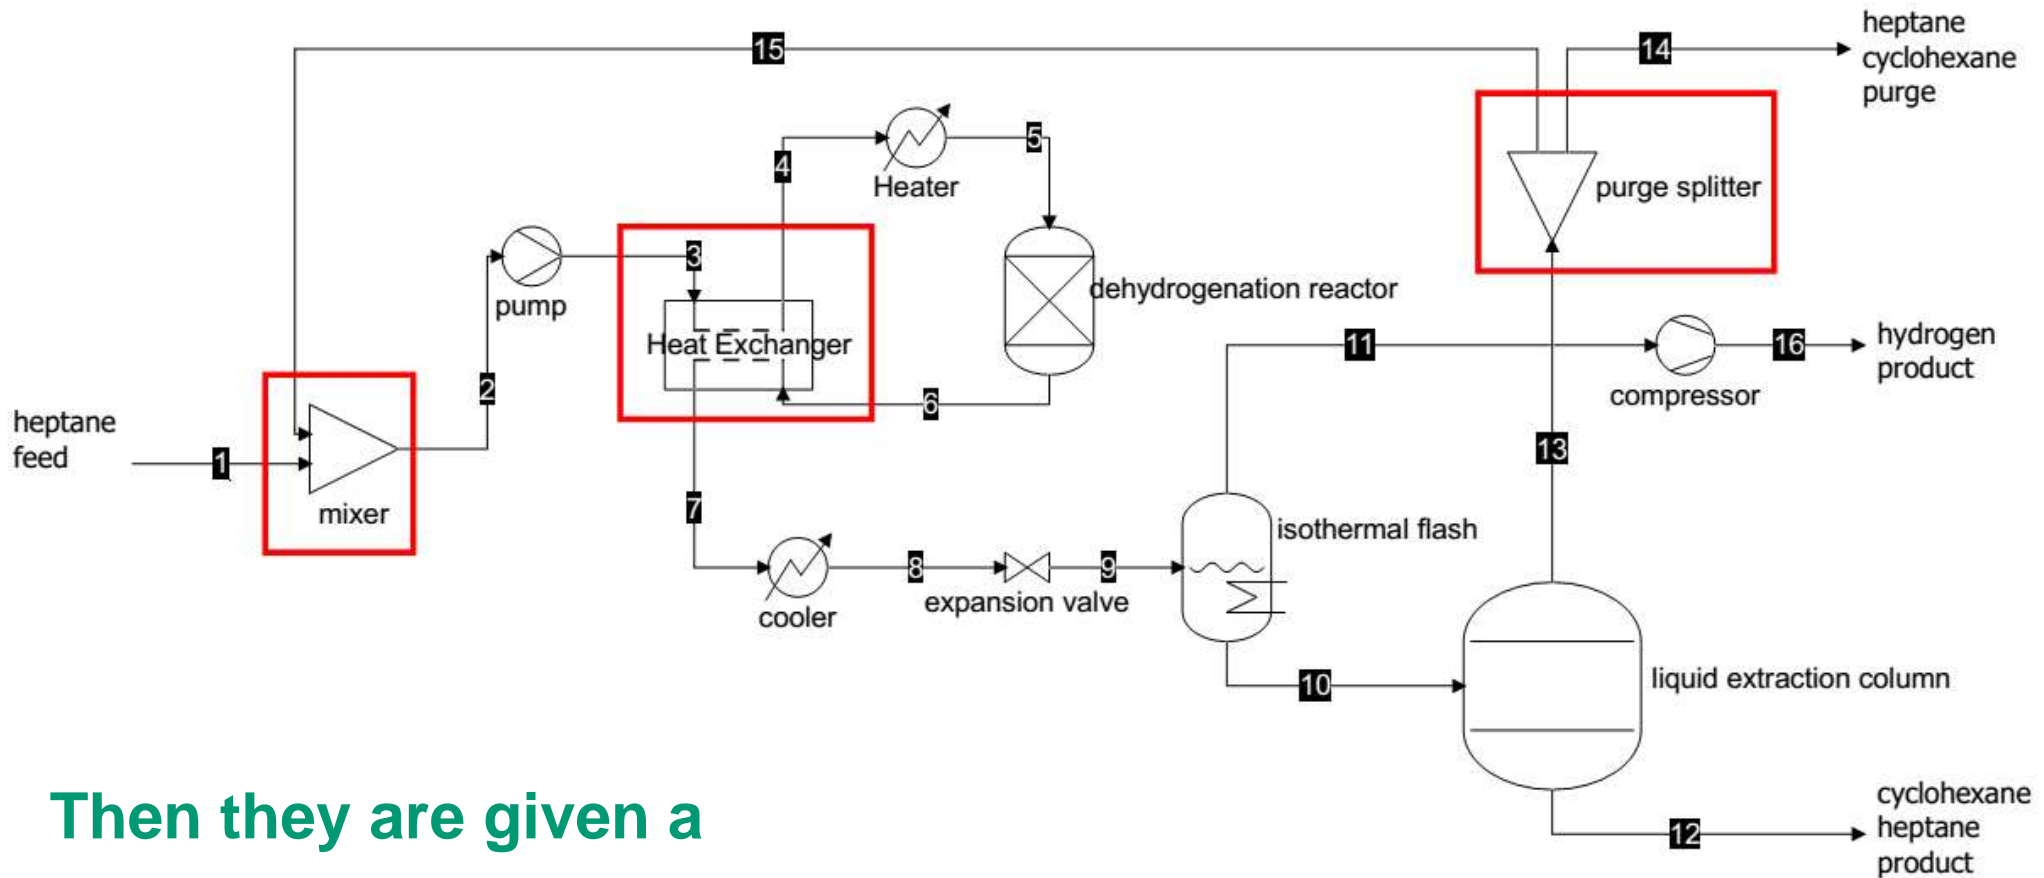 heptane
cyclohexane
purge
15
14
4
5
Heater
purge splitter
3
pump
dehydrogenation reactor
Heat Exchanger
11
16
hydrogen
product
compressor
2
6
heptane
feed
1
mixer
13
7
isothermal flash
8
9
cooler
expansion valve
10
liquid extraction column
Then they are given a
12
cyclohexane
heptane
product